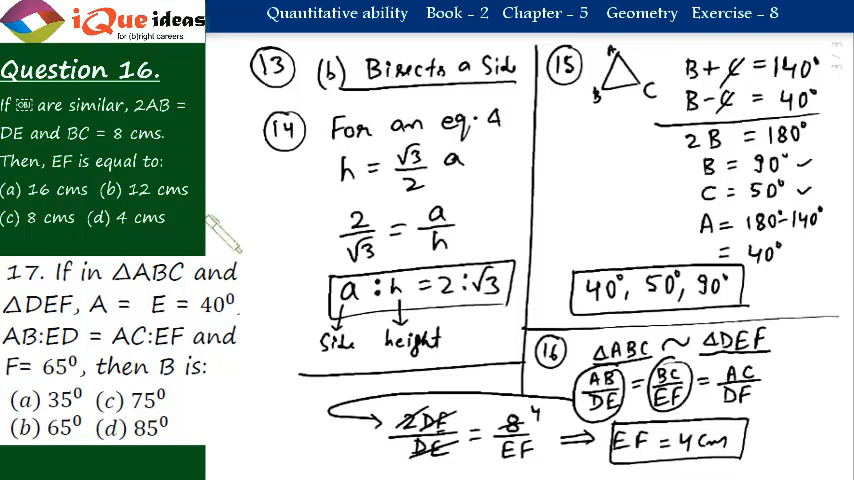 iQue ideas
for (b)right careers
Quantitative ability Book – 2 Chapter – 5 Geometry Exercise – 8
Question 16.
If OBJ are similar, 2AB =
DE and BC = 8 cms.
Then, EF is equal to:
(a) 16 cms (b) 12 cms
(c) 8 cms (d) 4 cms
17. If in △ABC and
△DEF, A = E = 40⁰,
AB:ED = AC:EF and
F= 65⁰, then B is:
(a) 35⁰ (c) 75⁰
(b) 65⁰ (d) 85⁰
13 (b) Bisects a Side
14 For an eq. Δ
h = √3/2 a
2/√3 = a/h
a : h = 2 : √3
Side height
15 A B C
B + C = 140°
B - C = 40°
2B = 180°
B = 90° ✓
C = 50° ✓
A = 180° - 140°
= 40°
40°, 50°, 90°
16 ΔABC ~ ΔDEF
AB/DE = BC/EF = AC/DF
2DE/DE = 8/EF 4 ⇒ EF = 4 cm